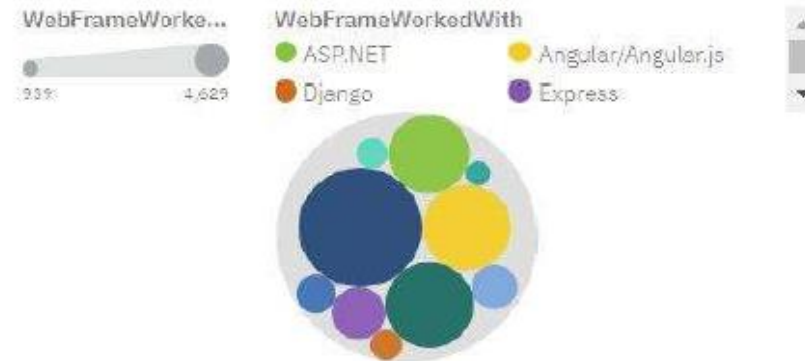 WebFrameWorke...
4,629
WebFrameWorkedWith
ASP.NET
Angular/Angular.js
Django
Express